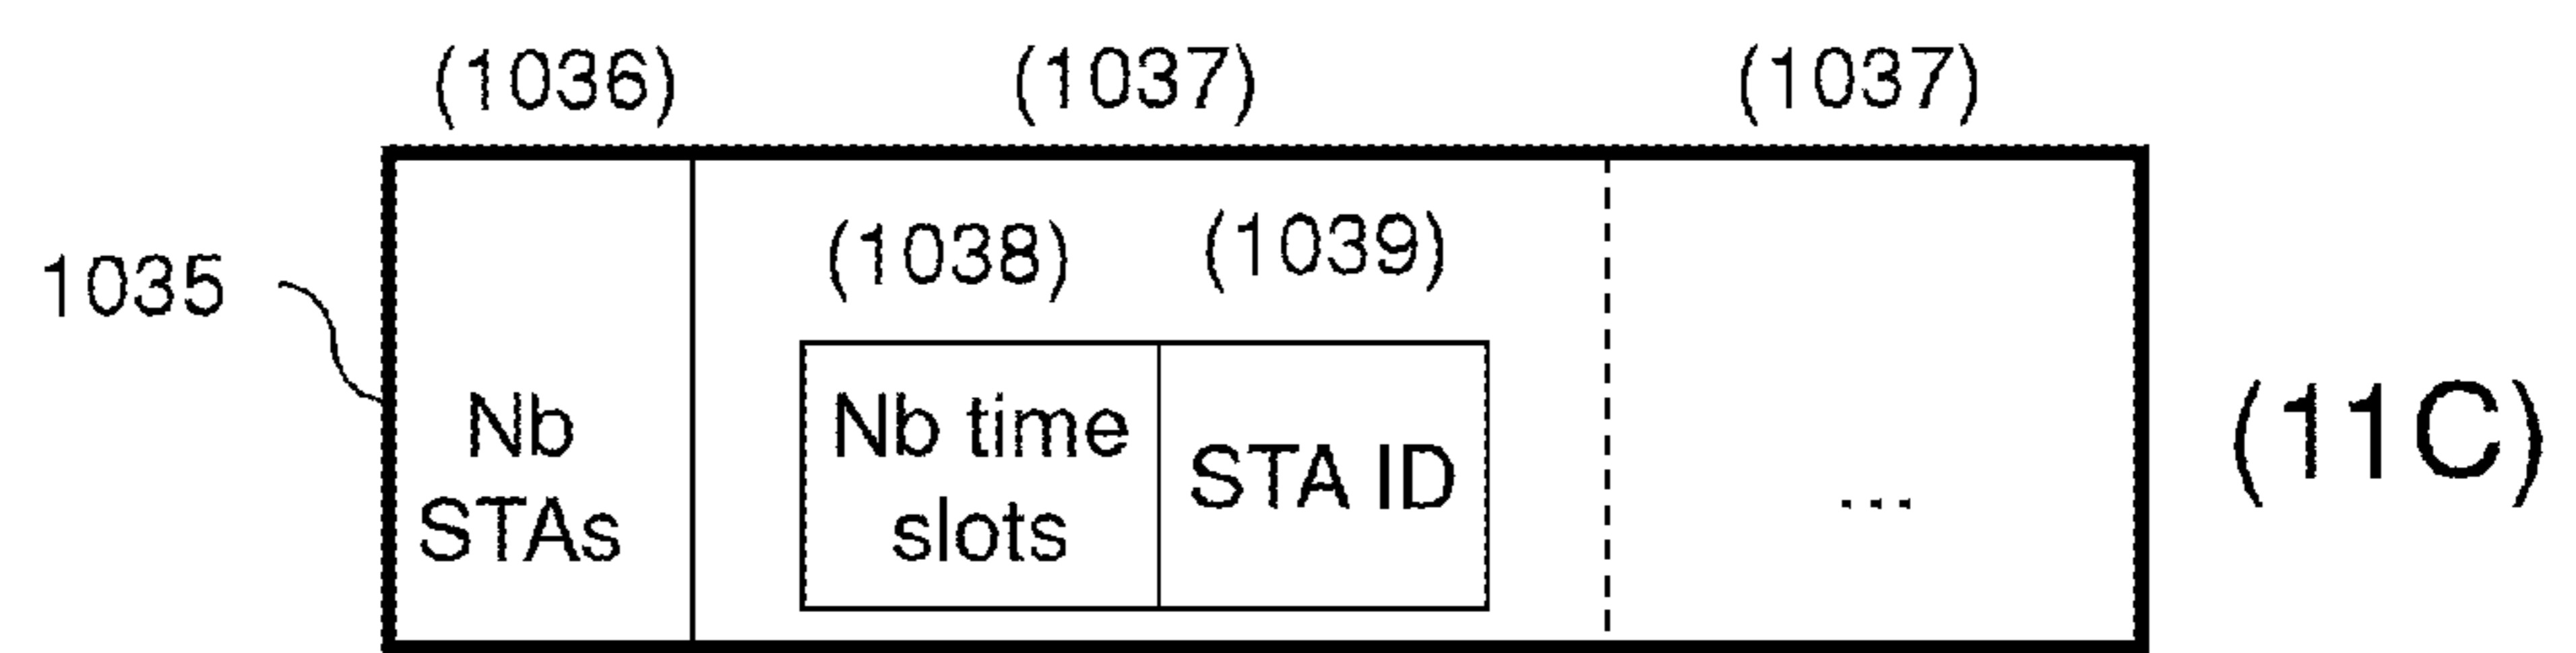 (1036) (1037) (1037)
(1038) (1039)
1035
Nb time
slots
STA ID
Nb
STAs
...
(11C)